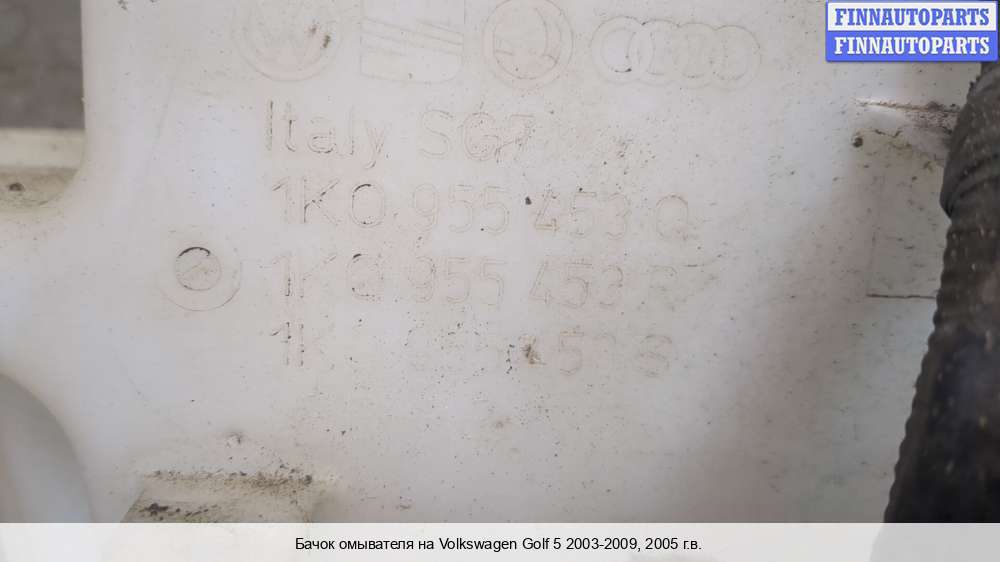 FINNAUTOPARTS
FINNAUTOPARTS
Italy SG7
1K0 955 453 Q
1K0 955 453
1K
Бачок омывателя на Volkswagen Golf 5 2003-2009, 2005 г.в.